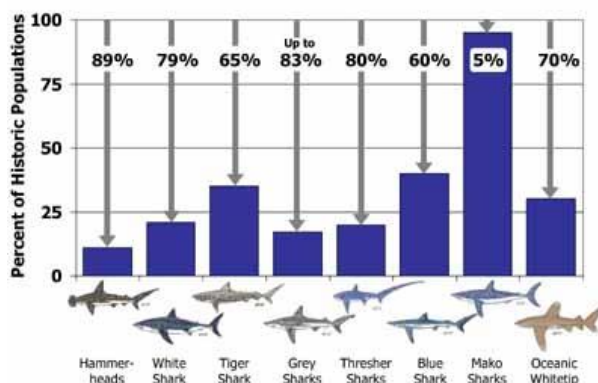 Percent of Historic Populations
100
75
50
25
0
89%
79%
65%
Up to
83%
80%
60%
5%
70%
Hammer-
heads
White
Shark
Tiger
Shark
Grey
Sharks
Thresher
Sharks
Blue
Shark
Mako
Sharks
Oceanic
Whitetip